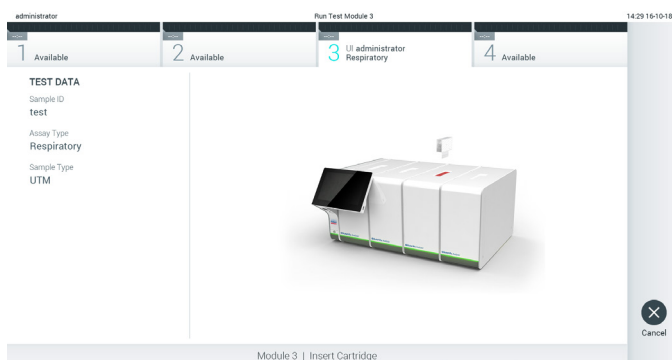 administrator
Run Test Module 3
14:29 16-10-18
--:--
1 Available
--:--
2 Available
--:--
3 UI administrator
Respiratory
--:--
4 Available
TEST DATA
Sample ID
test
Assay Type
Respiratory
Sample Type
UTM
Cancel
Module 3 | Insert Cartridge